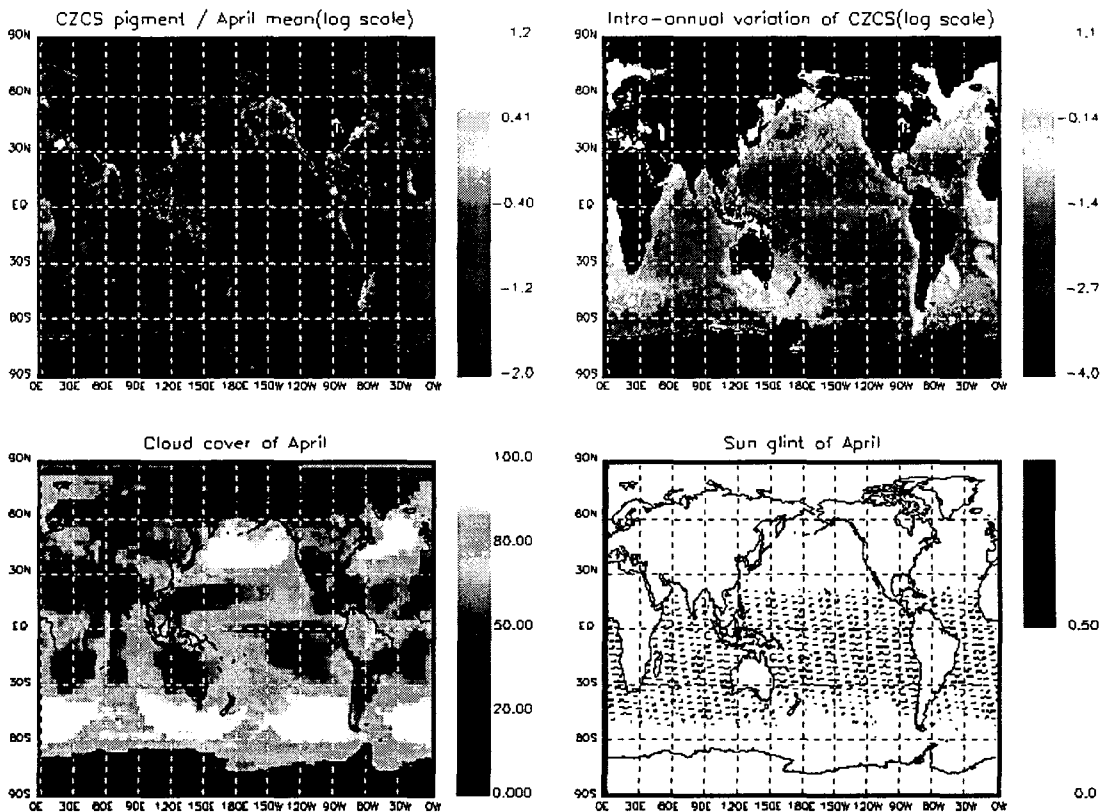 CZCS pigment / April mean(log scale)
90N
60N
30N
EQ
30S
60S
90S
0E 30E 60E 90E 120E 150E 180E 150W 120W 90W 60W 30W 0W
1.2
0.41
-0.40
-1.2
-2.0
Intra-annual variation of CZCS(log scale)
90N
60N
30N
EQ
30S
60S
90S
0E 30E 60E 90E 120E 150E 180E 150W 120W 90W 60W 30W 0W
1.1
-0.14
-1.4
-2.7
-4.0
Cloud cover of April
90N
60N
30N
EQ
30S
60S
90S
0E 30E 60E 90E 120E 150E 180E 150W 120W 90W 60W 30W 0W
100.0
80.00
50.00
20.00
0.000
Sun glint of April
90N
60N
30N
EQ
30S
60S
90S
0E 30E 60E 90E 120E 150E 180E 150W 120W 90W 60W 30W 0W
0.50
0.0